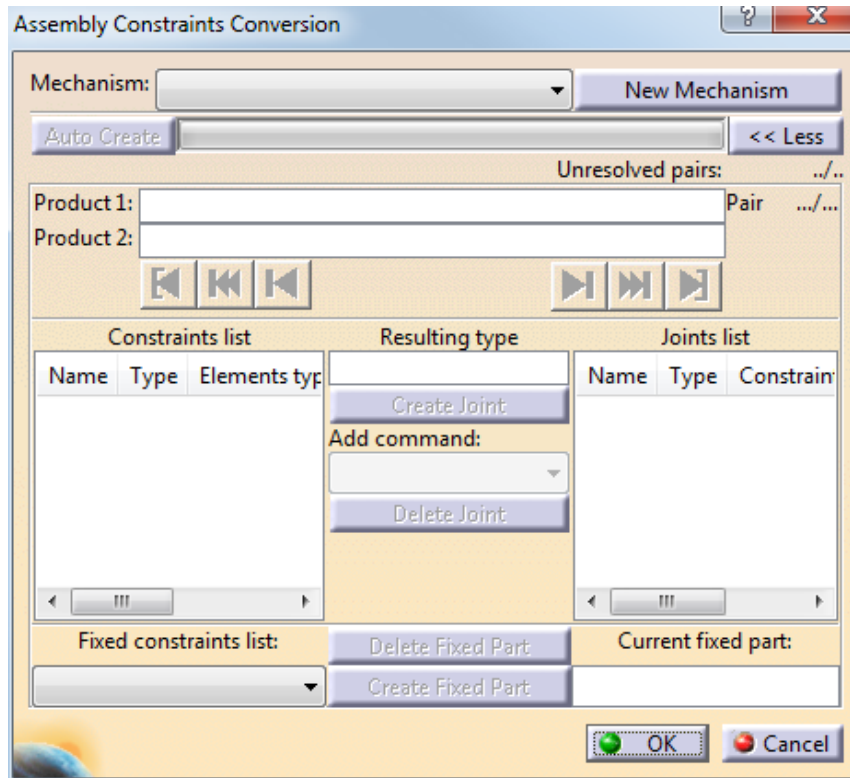 Assembly Constraints Conversion
Mechanism: New Mechanism
Auto Create << Less
Unresolved pairs: ../..
Product 1: Pair .../...
Product 2:
Constraints list Resulting type Joints list
Name Type Elements typ Name Type Constrain
Create Joint
Add command:
Delete Joint
Fixed constraints list: Delete Fixed Part Current fixed part:
Create Fixed Part
OK Cancel